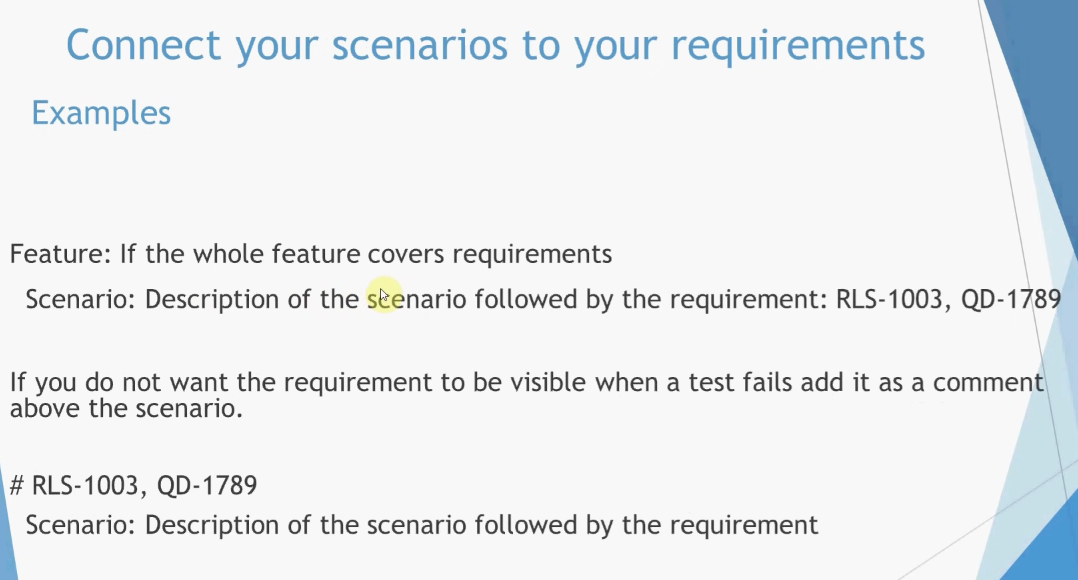 Connect your scenarios to your requirements
Examples
Feature: If the whole feature covers requirements
Scenario: Description of the scenario followed by the requirement: RLS-1003, QD-1789
If you do not want the requirement to be visible when a test fails add it as a comment
above the scenario.
# RLS-1003, QD-1789
Scenario: Description of the scenario followed by the requirement